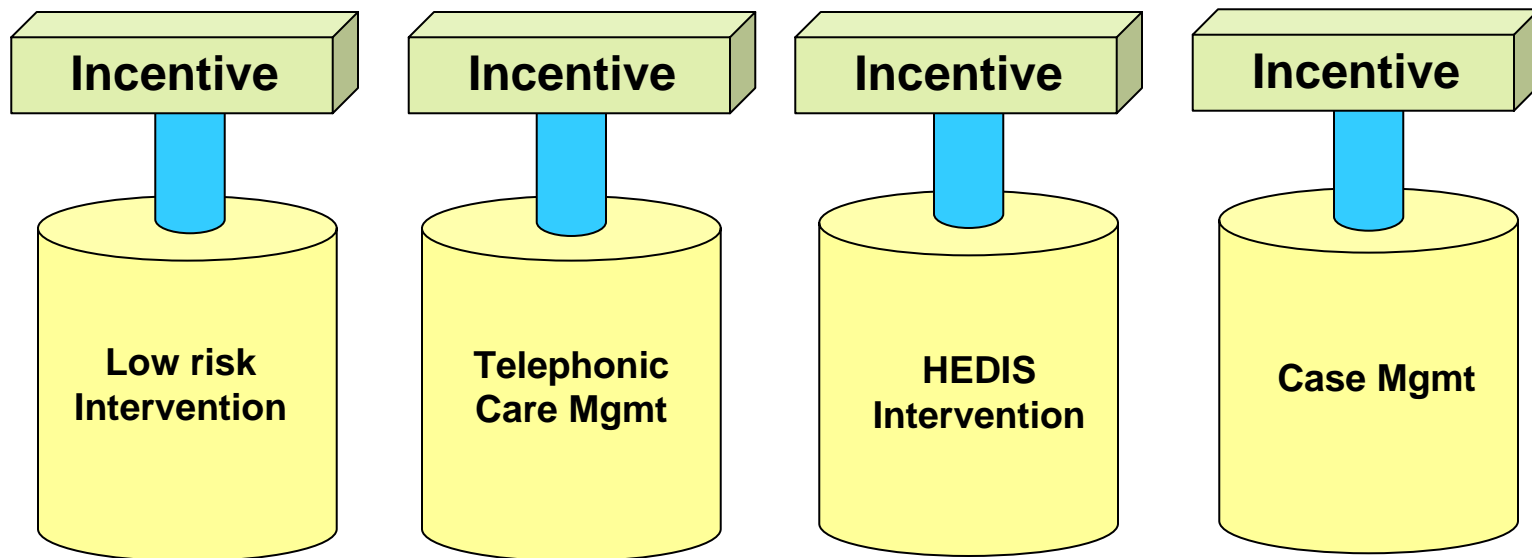 Incentive
Incentive
Incentive
Incentive
Low risk
Intervention
Telephonic
Care Mgmt
HEDIS
Intervention
Case Mgmt